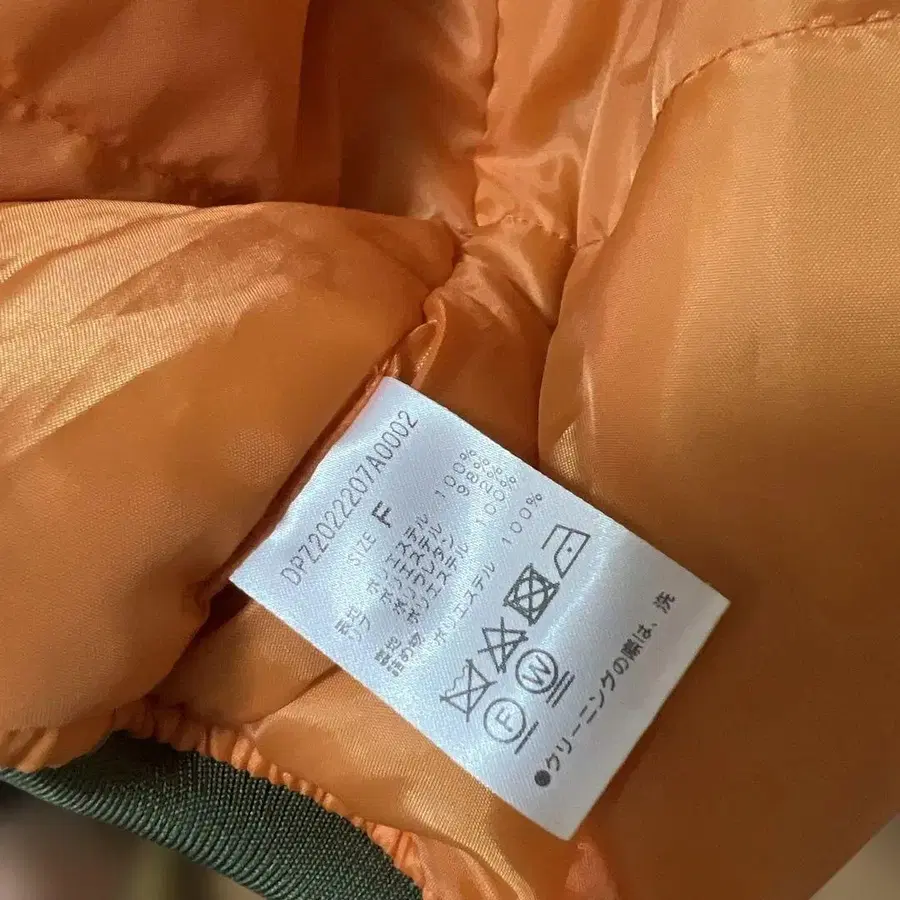 DPZ2022207A0002
SIZE F
表地 ポリエステル 100%
リブ ポリエステル 98%
ポリウレタン 2%
裏地 ポリエステル 100%
詰め物 ポリエステル 100%
F W
●クリーニングの際は、洗